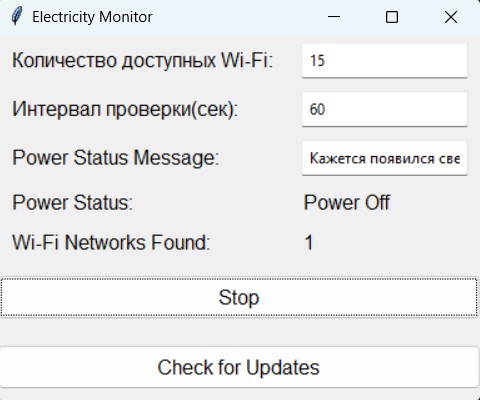 Electricity Monitor
Количество доступных Wi-Fi: 15
Интервал проверки(сек): 60
Power Status Message: Кажется появился све
Power Status: Power Off
Wi-Fi Networks Found: 1
Stop
Check for Updates